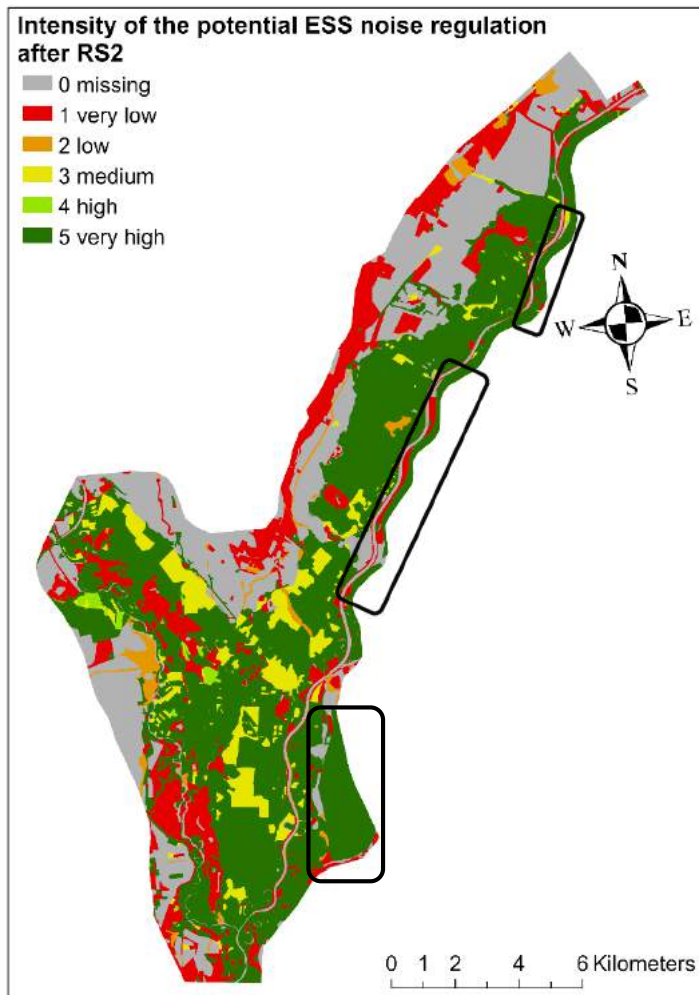 Intensity of the potential ESS noise regulation
after RS2
0 missing
1 very low
2 low
3 medium
4 high
5 very high
N
W E
S
0 1 2 4 6 Kilometers